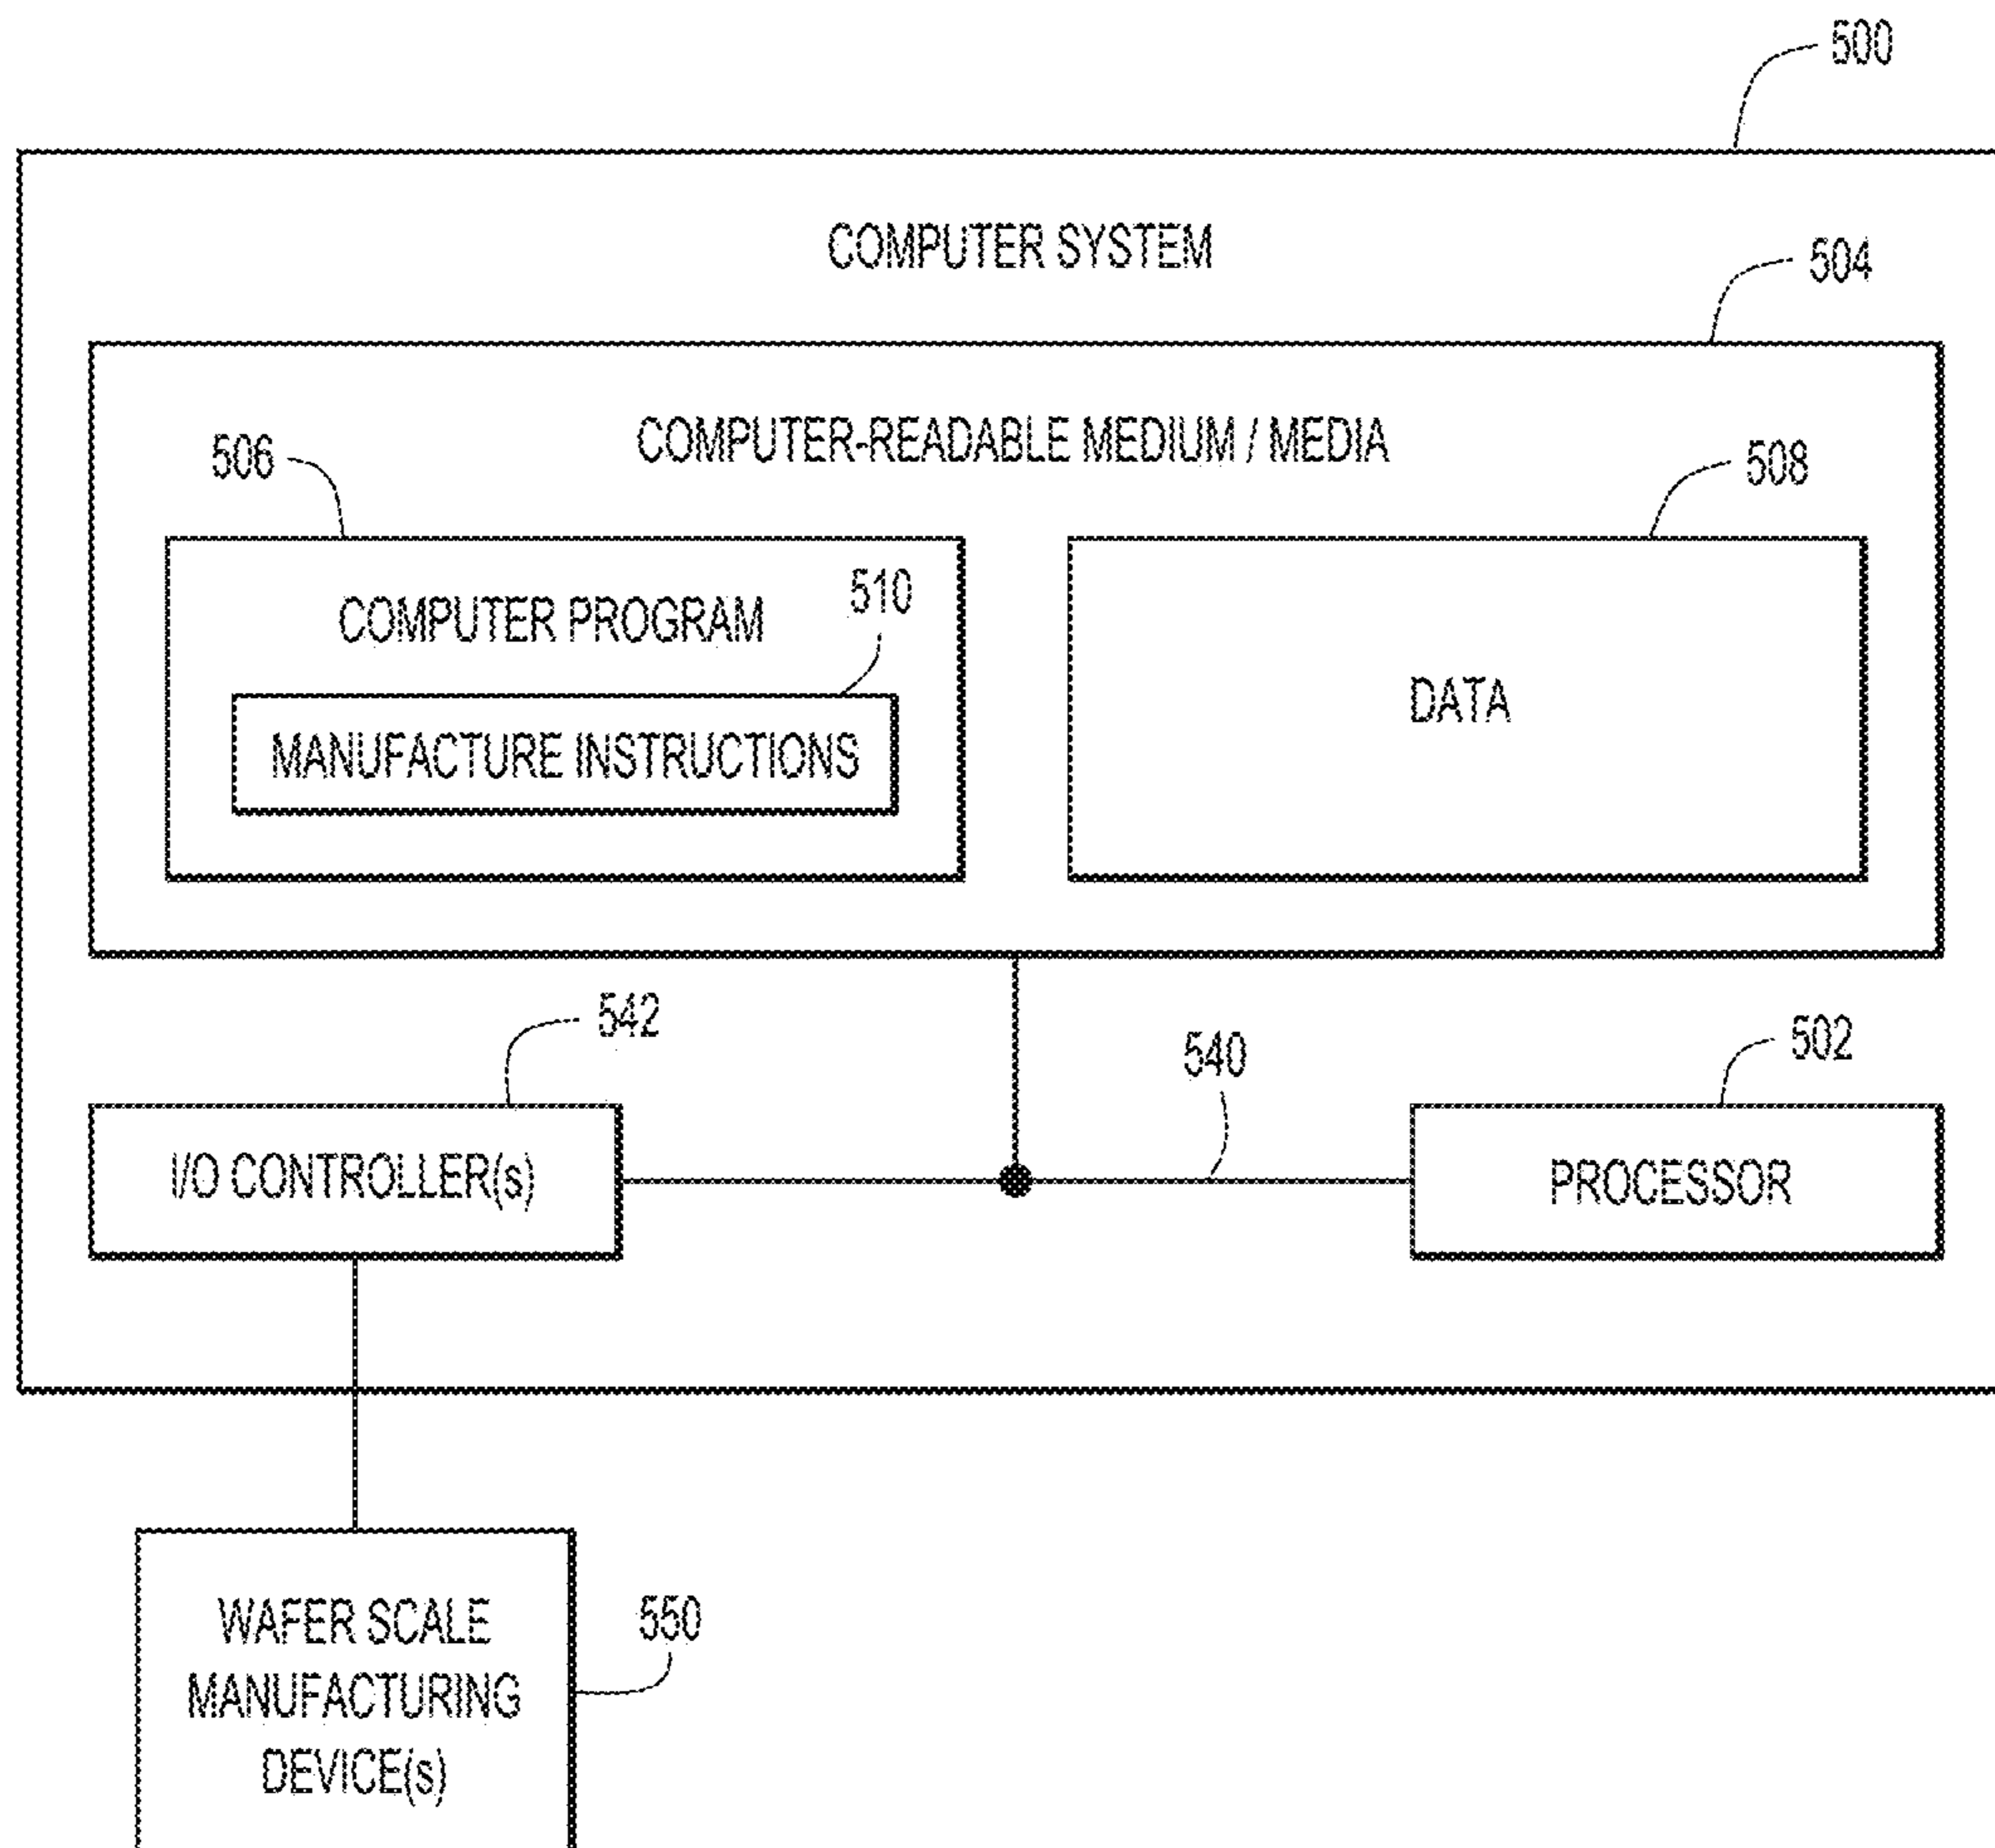 500
COMPUTER SYSTEM
504
COMPUTER-READABLE MEDIUM / MEDIA
506
508
COMPUTER PROGRAM
510
MANUFACTURE INSTRUCTIONS
DATA
542
540
502
I/O CONTROLLER(s)
PROCESSOR
WAFER SCALE
MANUFACTURING
DEVICE(s)
550